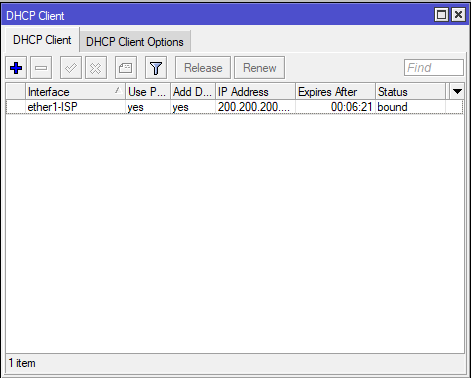 DHCP Client
DHCP Client DHCP Client Options
Release Renew Find
Interface / Use P... Add D... IP Address Expires After Status
ether1-ISP yes yes 200.200.200.... 00:06:21 bound
1 item